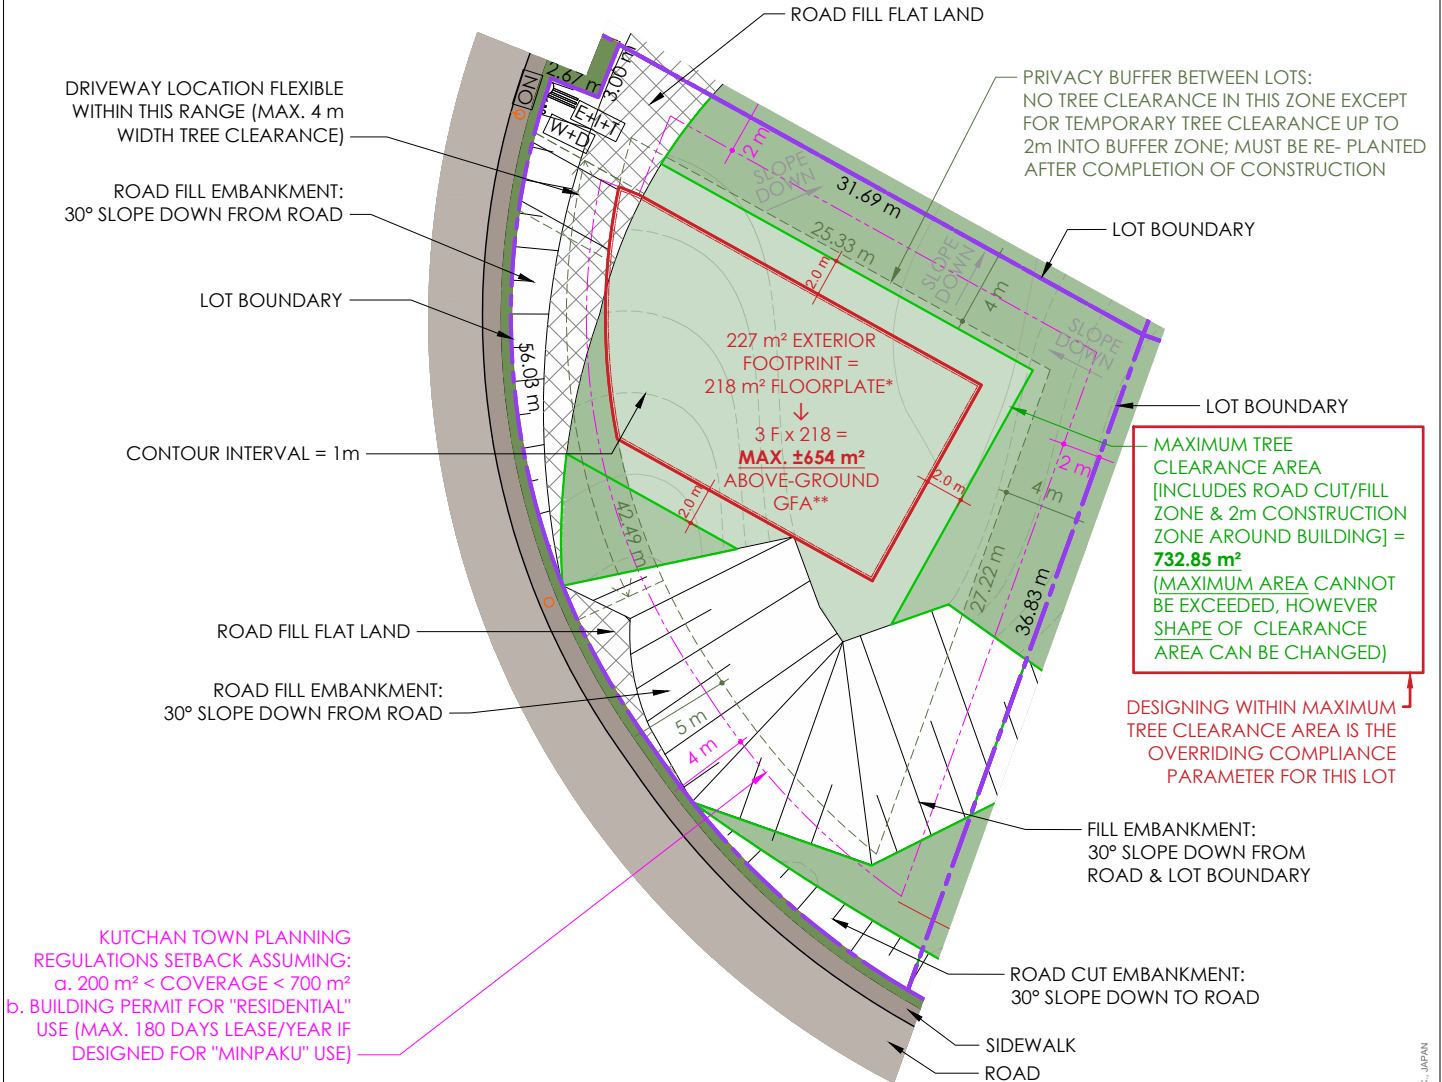 ROAD FILL FLAT LAND
DRIVEWAY LOCATION FLEXIBLE
WITHIN THIS RANGE (MAX. 4 m
WIDTH TREE CLEARANCE)
ROAD FILL EMBANKMENT:
30° SLOPE DOWN FROM ROAD
LOT BOUNDARY
CONTOUR INTERVAL = 1m
ROAD FILL FLAT LAND
ROAD FILL EMBANKMENT:
30° SLOPE DOWN FROM ROAD
KUTCHAN TOWN PLANNING
REGULATIONS SETBACK ASSUMING:
a. 200 m² < COVERAGE < 700 m²
b. BUILDING PERMIT FOR "RESIDENTIAL"
USE (MAX. 180 DAYS LEASE/YEAR IF
DESIGNED FOR "MINPAKU" USE)
NO
2.67 m
3.00 m
E+I+T
W+D
56.03 m
2 m
SLOPE
DOWN
31.69 m
25.33 m
2.0 m
SLOPE
DOWN
4 m
SLOPE
DOWN
227 m² EXTERIOR
FOOTPRINT =
218 m² FLOORPLATE*
↓
3 F x 218 =
MAX. ±654 m²
ABOVE-GROUND
GFA**
2.0 m
2.0 m
42.49 m
2 m
4 m
27.22 m
36.83 m
5 m
4 m
PRIVACY BUFFER BETWEEN LOTS:
NO TREE CLEARANCE IN THIS ZONE EXCEPT
FOR TEMPORARY TREE CLEARANCE UP TO
2m INTO BUFFER ZONE; MUST BE RE- PLANTED
AFTER COMPLETION OF CONSTRUCTION
LOT BOUNDARY
LOT BOUNDARY
MAXIMUM TREE
CLEARANCE AREA
[INCLUDES ROAD CUT/FILL
ZONE & 2m CONSTRUCTION
ZONE AROUND BUILDING] =
732.85 m²
(MAXIMUM AREA CANNOT
BE EXCEEDED, HOWEVER
SHAPE OF CLEARANCE
AREA CAN BE CHANGED)
DESIGNING WITHIN MAXIMUM
TREE CLEARANCE AREA IS THE
OVERRIDING COMPLIANCE
PARAMETER FOR THIS LOT
FILL EMBANKMENT:
30° SLOPE DOWN FROM
ROAD & LOT BOUNDARY
ROAD CUT EMBANKMENT:
30° SLOPE DOWN TO ROAD
SIDEWALK
ROAD
JAPAN